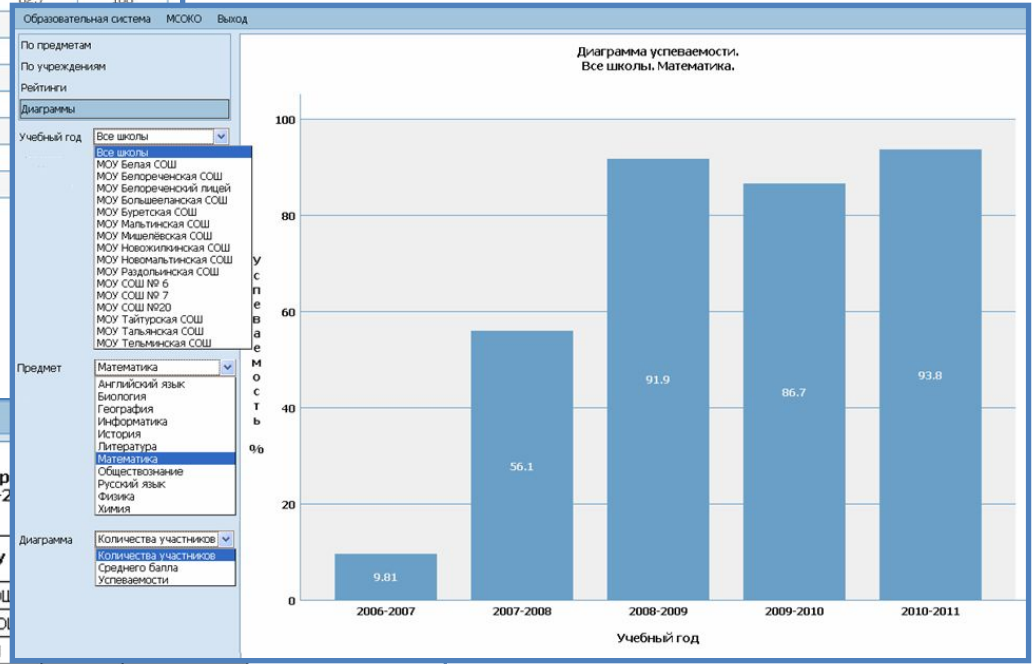 100
Образовательная система МСОКО Выход
По предметам
По учреждениям
Рейтинги
Диаграммы
Учебный год Все школы
Все школы
МОУ Белая СОШ
МОУ Белореченская СОШ
МОУ Белореченский лицей
МОУ Большееланская СОШ
МОУ Буретская СОШ
МОУ Мальтинская СОШ
МОУ Мишелёвская СОШ
МОУ Новожилкинская СОШ
МОУ Новомальтинская СОШ
МОУ Раздольинская СОШ
МОУ СОШ № 6
МОУ СОШ № 7
МОУ СОШ №20
МОУ Тайтурская СОШ
МОУ Тальянская СОШ
МОУ Тельминская СОШ
Предмет Математика
Английский язык
Биология
География
Информатика
История
Литература
Математика
Обществознание
Русский язык
Физика
Химия
Диаграмма Количества участников
Количества участников
Среднего балла
Успеваемости
Диаграмма успеваемости.
Все школы. Математика.
Успеваемость %
100
80
60
40
20
0
9.81
56.1
91.9
86.7
93.8
2006-2007 2007-2008 2008-2009 2009-2010 2010-2011
Учебный год